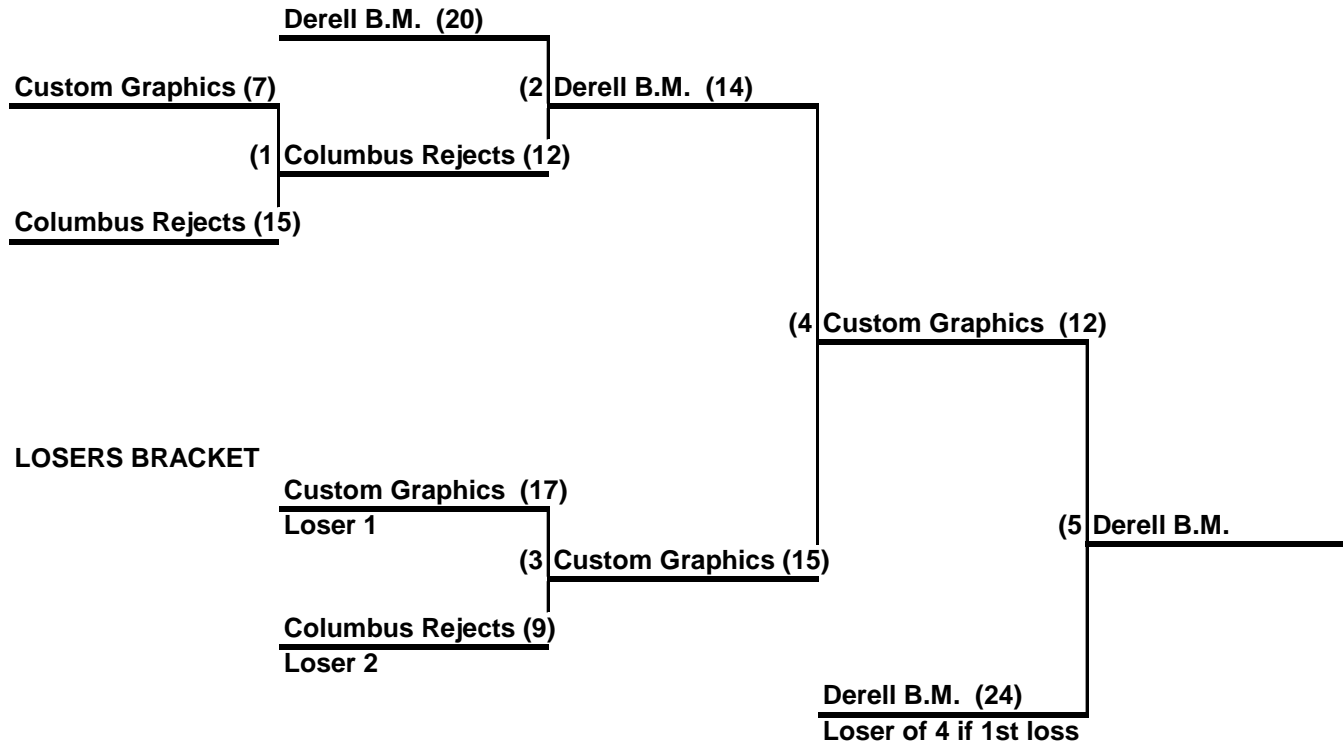 Derell B.M. (20)
Custom Graphics (7)
(2 Derell B.M. (14)
(1 Columbus Rejects (12)
Columbus Rejects (15)
(4 Custom Graphics (12)
LOSERS BRACKET
Custom Graphics (17)
Loser 1
(5 Derell B.M.
(3 Custom Graphics (15)
Columbus Rejects (9)
Loser 2
Derell B.M. (24)
Loser of 4 if 1st loss